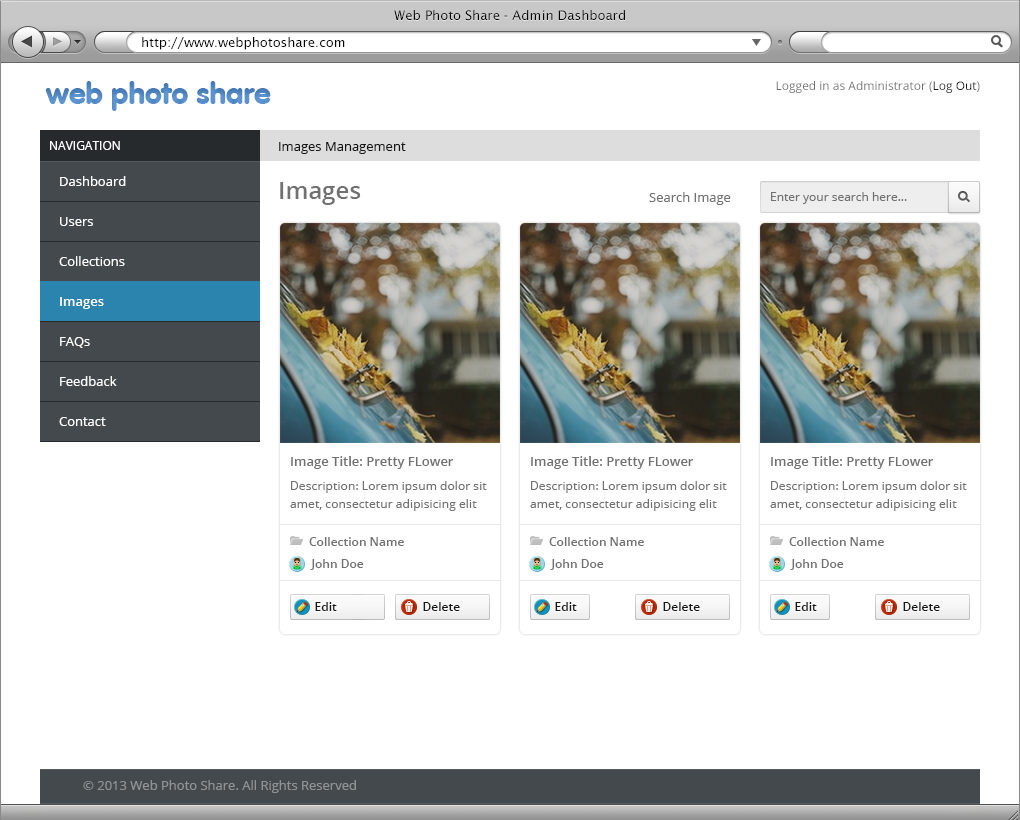 Web Photo Share - Admin Dashboard
http://www.webphotoshare.com
web photo share
Logged in as Administrator (Log Out)
NAVIGATION
Dashboard
Users
Collections
Images
FAQs
Feedback
Contact
Images Management
Images
Search Image
Enter your search here...
Image Title: Pretty FLower
Description: Lorem ipsum dolor sit
amet, consectetur adipisicing elit
Collection Name
John Doe
Edit
Delete
Image Title: Pretty FLower
Description: Lorem ipsum dolor sit
amet, consectetur adipisicing elit
Collection Name
John Doe
Edit
Delete
Image Title: Pretty FLower
Description: Lorem ipsum dolor sit
amet, consectetur adipisicing elit
Collection Name
John Doe
Edit
Delete
© 2013 Web Photo Share. All Rights Reserved